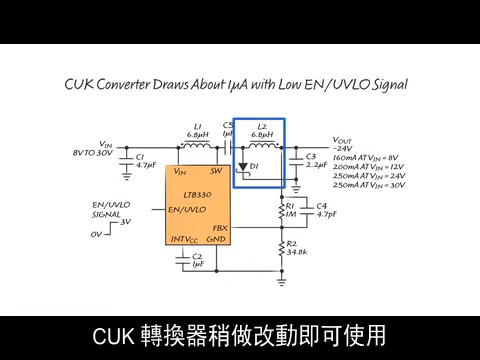 CUK Converter Draws About 1µA with Low EN/UVLO Signal
L1
6.8µH
C5
1µF
L2
6.8µH
VIN
8V TO 30V
C1
4.7µF
VIN
SW
D1
C3
2.2µF
VOUT
−24V
160mA AT VIN = 8V
200mA AT VIN = 12V
250mA AT VIN = 24V
250mA AT VIN = 30V
LT8330
EN/UVLO
SIGNAL
3V
0V
EN/UVLO
R1
1M
C4
4.7pF
FBX
INTVCC
GND
C2
1µF
R2
34.8k
CUK 轉換器稍做改動即可使用